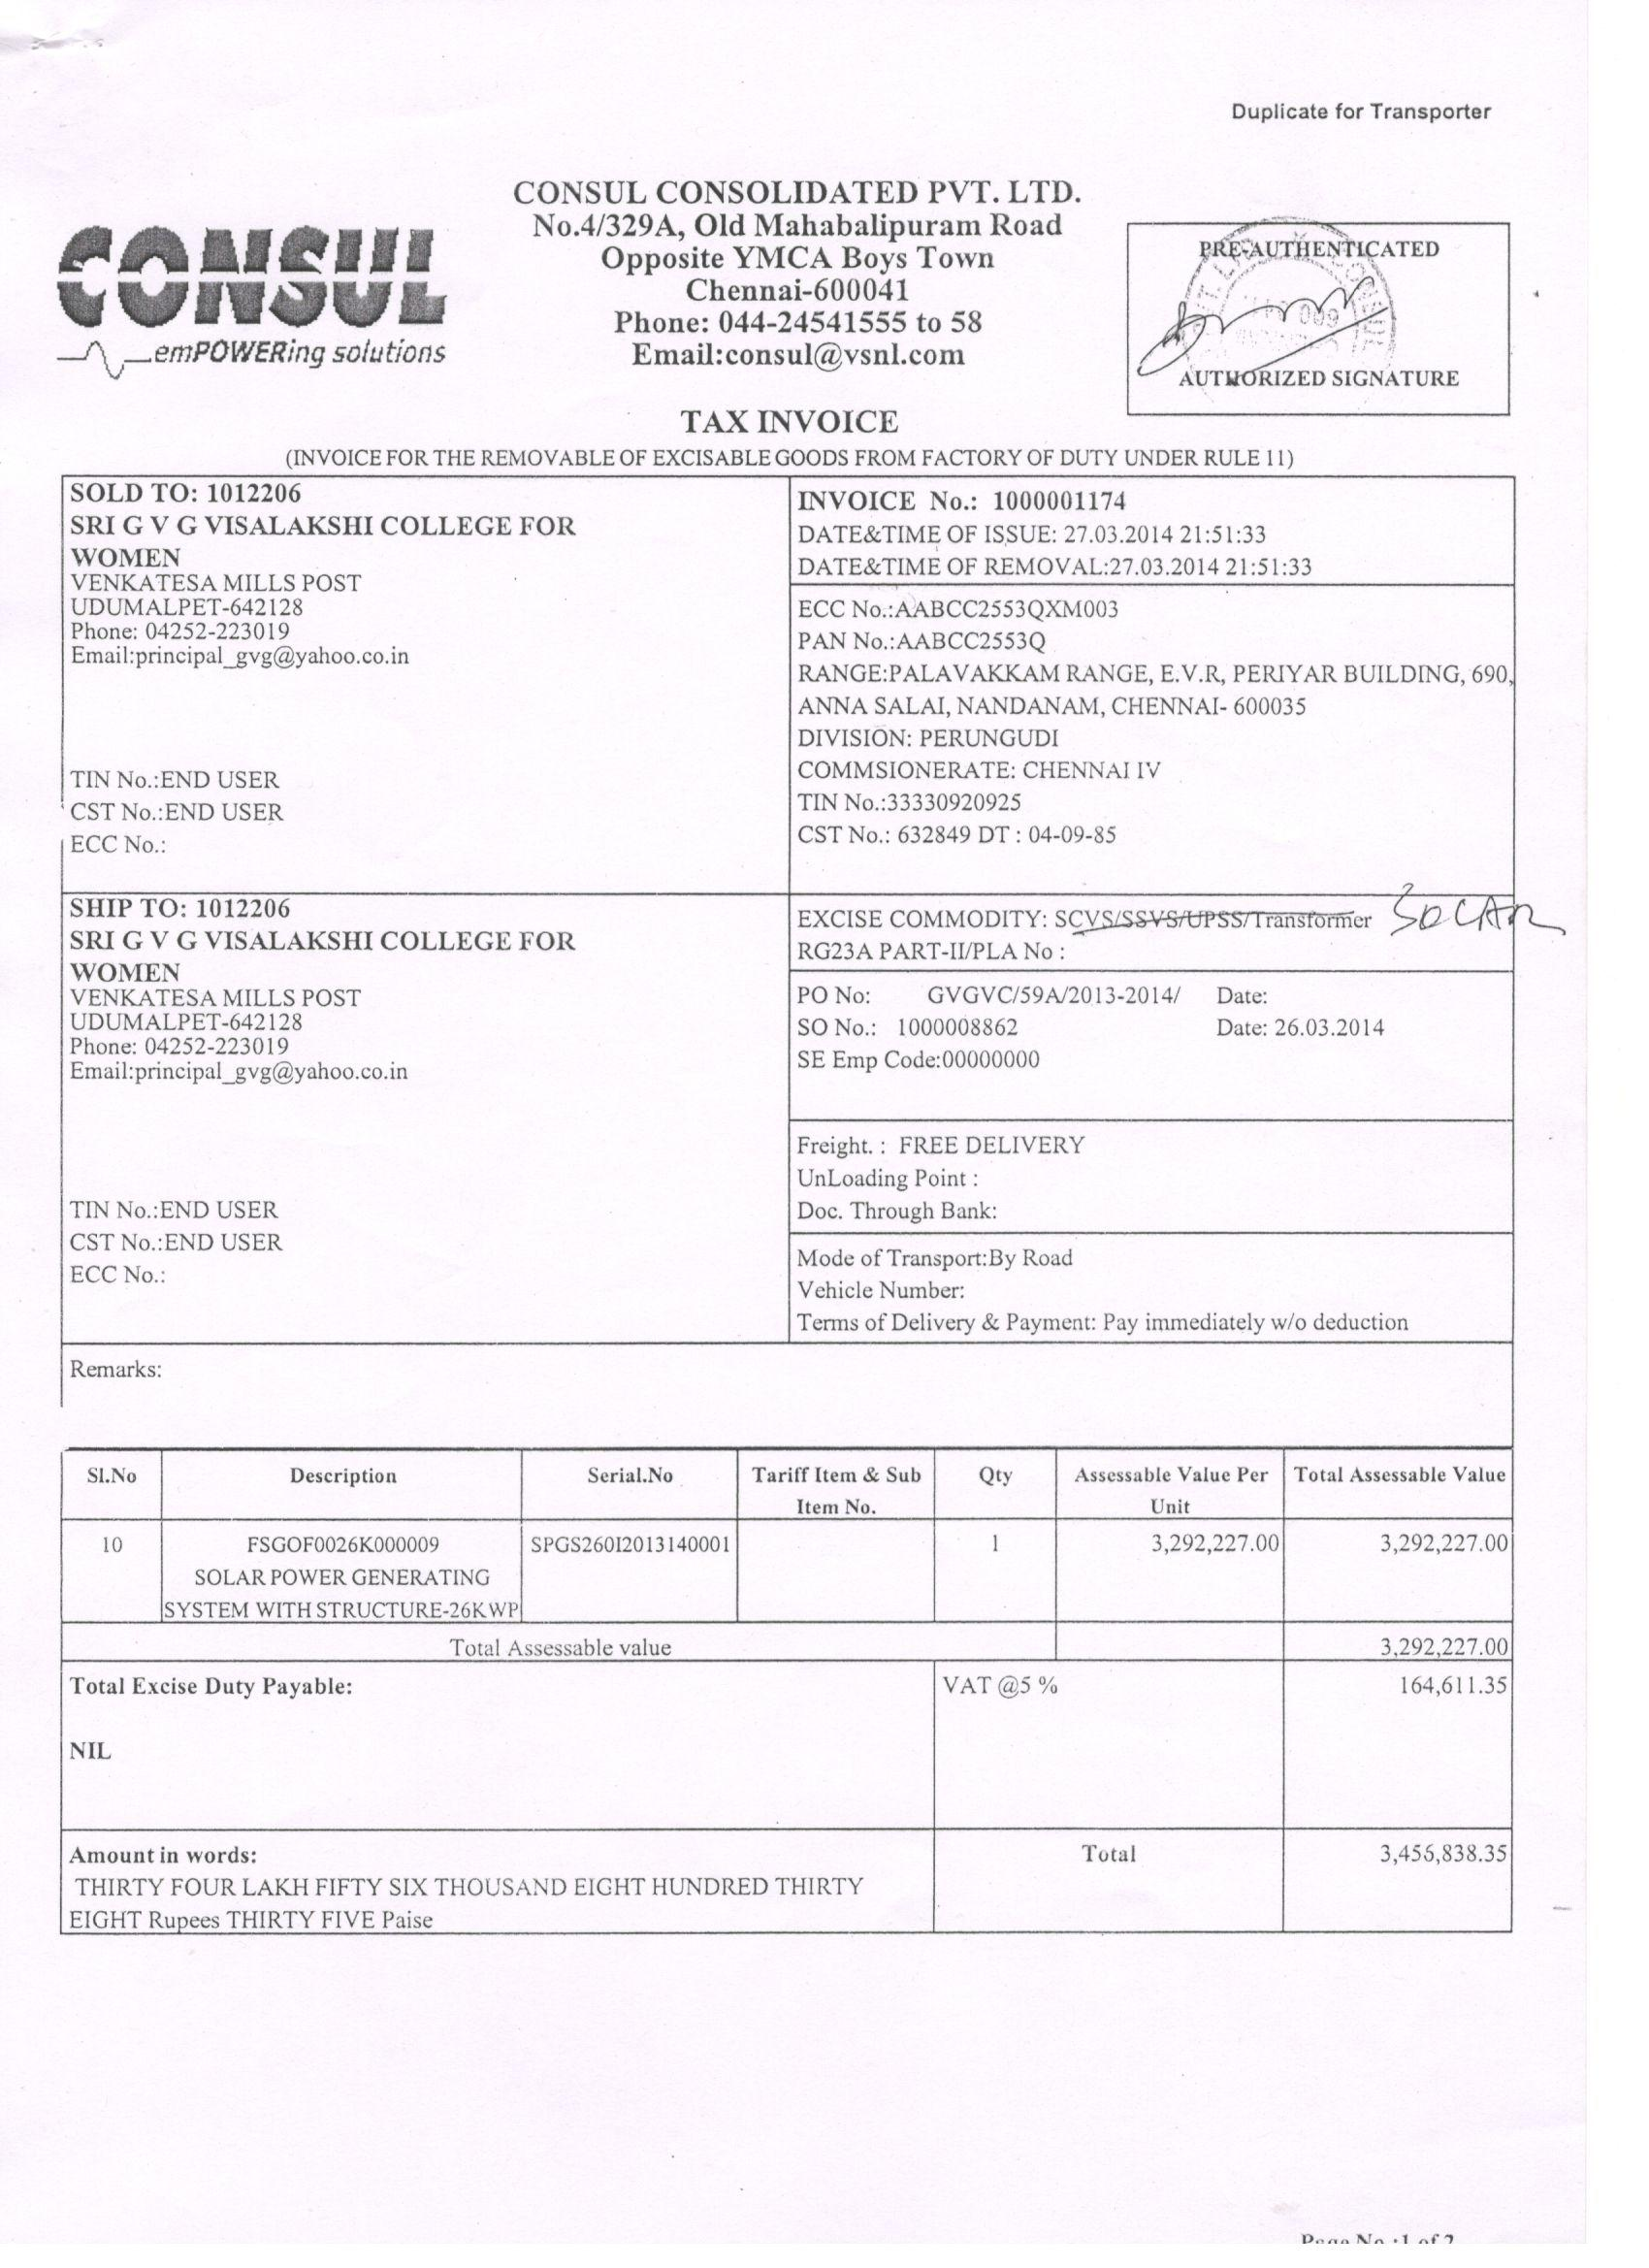 Duplicate for Transporter
CONSUL
emPOWERing solutions
CONSUL CONSOLIDATED PVT. LTD.
No.4/329A, Old Mahabalipuram Road
Opposite YMCA Boys Town
Chennai-600041
Phone: 044-24541555 to 58
Email:consul@vsnl.com
PRE-AUTHENTICATED
AUTHORIZED SIGNATURE
TAX INVOICE
(INVOICE FOR THE REMOVABLE OF EXCISABLE GOODS FROM FACTORY OF DUTY UNDER RULE 11)
SOLD TO: 1012206
SRI G V G VISALAKSHI COLLEGE FOR
WOMEN
VENKATESA MILLS POST
UDUMALPET-642128
Phone: 04252-223019
Email:principal_gvg@yahoo.co.in
TIN No.:END USER
CST No.:END USER
ECC No.:
INVOICE No.: 1000001174
DATE&TIME OF ISSUE: 27.03.2014 21:51:33
DATE&TIME OF REMOVAL:27.03.2014 21:51:33
ECC No.:AABCC2553QXM003
PAN No.:AABCC2553Q
RANGE:PALAVAKKAM RANGE, E.V.R, PERIYAR BUILDING, 690,
ANNA SALAI, NANDANAM, CHENNAI- 600035
DIVISION: PERUNGUDI
COMMSIONERATE: CHENNAI IV
TIN No.:33330920925
CST No.: 632849 DT : 04-09-85
SHIP TO: 1012206
SRI G V G VISALAKSHI COLLEGE FOR
WOMEN
VENKATESA MILLS POST
UDUMALPET-642128
Phone: 04252-223019
Email:principal_gvg@yahoo.co.in
TIN No.:END USER
CST No.:END USER
ECC No.:
EXCISE COMMODITY: SCVS/SSVS/UPSS/Transformer SOLAR
RG23A PART-II/PLA No :
PO No: GVGVC/59A/2013-2014/ Date:
SO No.: 1000008862 Date: 26.03.2014
SE Emp Code:00000000
Freight. : FREE DELIVERY
UnLoading Point :
Doc. Through Bank:
Mode of Transport:By Road
Vehicle Number:
Terms of Delivery & Payment: Pay immediately w/o deduction
Remarks:
Sl.No Description Serial.No Tariff Item & Sub Item No. Qty Assessable Value Per Unit Total Assessable Value
10 FSGOF0026K000009 SPGS260I2013140001 1 3,292,227.00 3,292,227.00
SOLAR POWER GENERATING
SYSTEM WITH STRUCTURE-26KWP
Total Assessable value 3,292,227.00
Total Excise Duty Payable: VAT @5 % 164,611.35
NIL
Amount in words: Total 3,456,838.35
THIRTY FOUR LAKH FIFTY SIX THOUSAND EIGHT HUNDRED THIRTY
EIGHT Rupees THIRTY FIVE Paise
Page No.:1 of 2